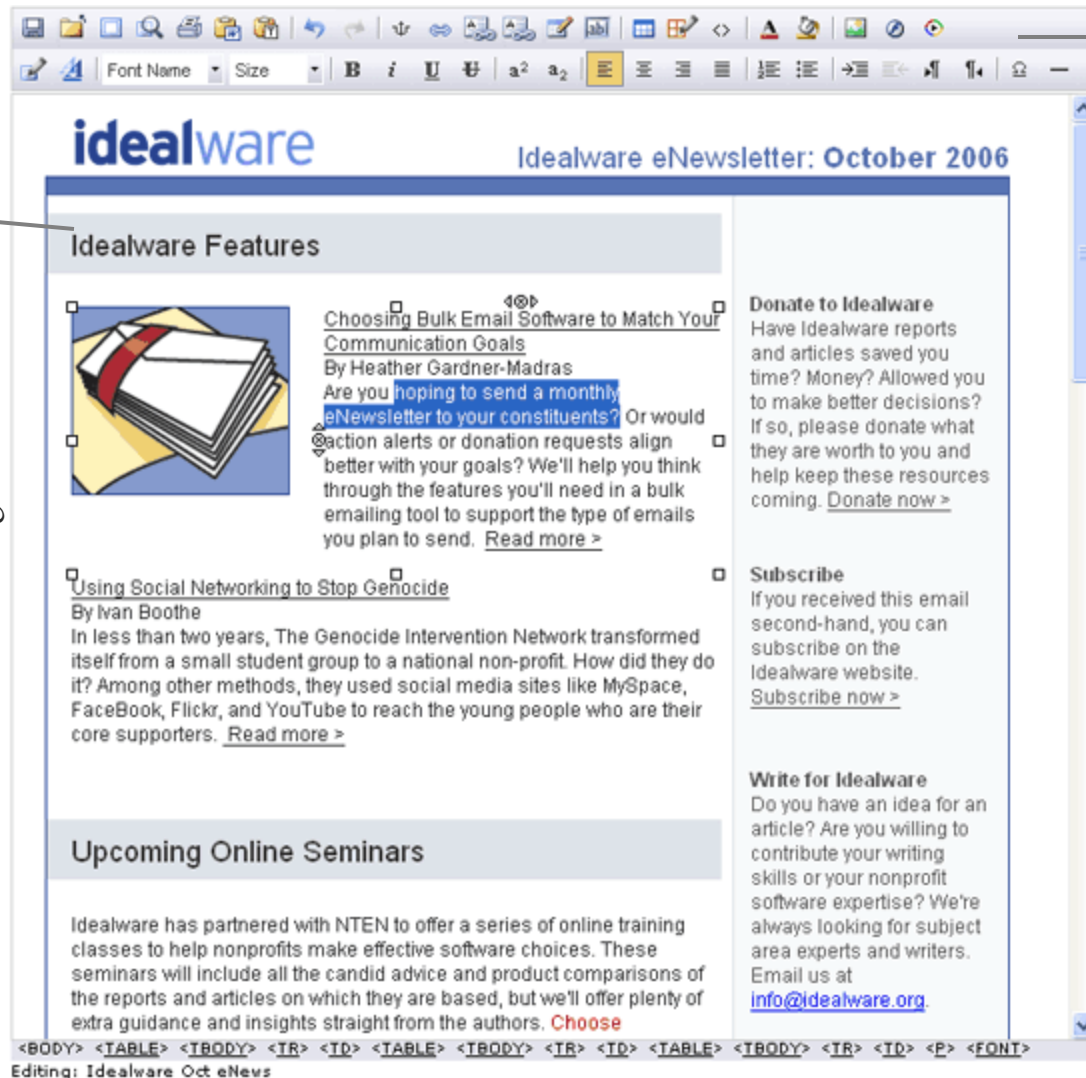 Font Name Size B i U a² a₂
idealware
Idealware eNewsletter: October 2006
Idealware Features
Choosing Bulk Email Software to Match Your
Communication Goals
By Heather Gardner-Madras
Are you hoping to send a monthly
eNewsletter to your constituents? Or would
action alerts or donation requests align
better with your goals? We'll help you think
through the features you'll need in a bulk
emailing tool to support the type of emails
you plan to send. Read more >
Using Social Networking to Stop Genocide
By Ivan Boothe
In less than two years, The Genocide Intervention Network transformed
itself from a small student group to a national non-profit. How did they do
it? Among other methods, they used social media sites like MySpace,
FaceBook, Flickr, and YouTube to reach the young people who are their
core supporters. Read more >
Upcoming Online Seminars
Idealware has partnered with NTEN to offer a series of online training
classes to help nonprofits make effective software choices. These
seminars will include all the candid advice and product comparisons of
the reports and articles on which they are based, but we'll offer plenty of
extra guidance and insights straight from the authors. Choose
Donate to Idealware
Have Idealware reports
and articles saved you
time? Money? Allowed you
to make better decisions?
If so, please donate what
they are worth to you and
help keep these resources
coming. Donate now >
Subscribe
If you received this email
second-hand, you can
subscribe on the
Idealware website.
Subscribe now >
Write for Idealware
Do you have an idea for an
article? Are you willing to
contribute your writing
skills or your nonprofit
software expertise? We're
always looking for subject
area experts and writers.
Email us at
info@idealware.org.
<BODY> <TABLE> <TBODY> <TR> <TD> <TABLE> <TBODY> <TR> <TD> <TABLE> <TBODY> <TR> <TD> <P> <FONT>
Editing: Idealware Oct eNews